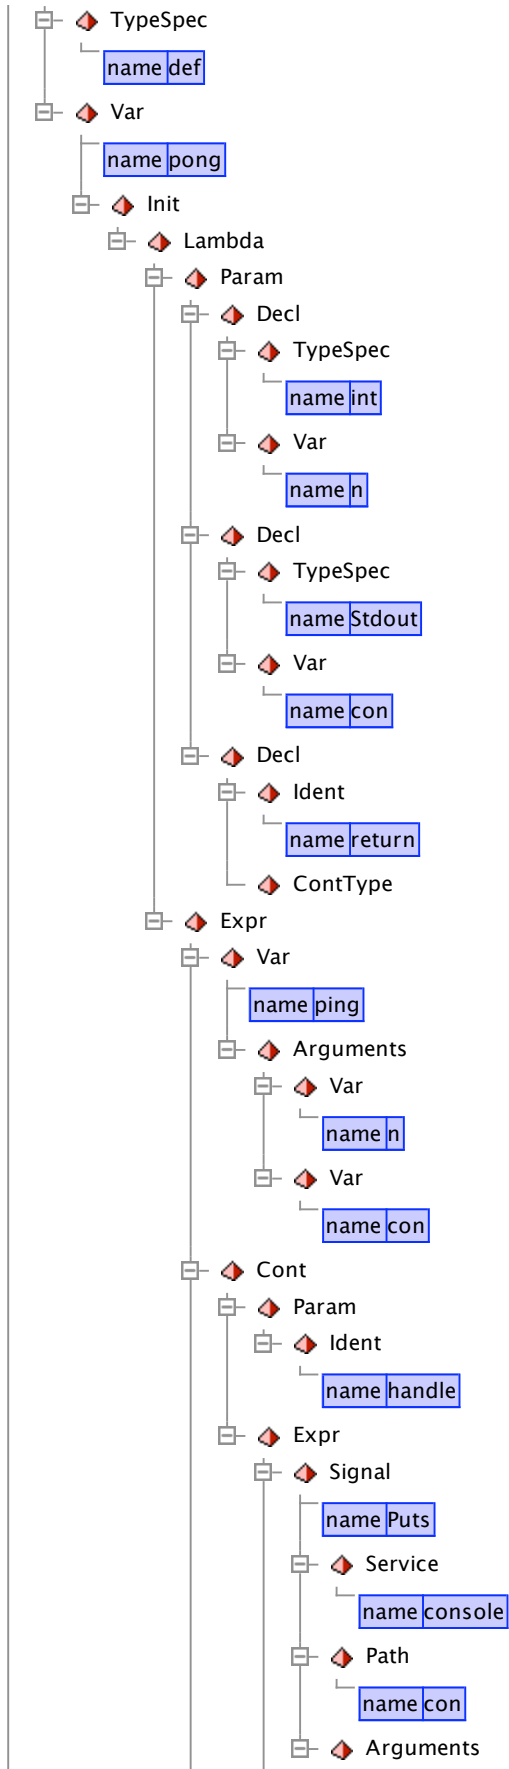 TypeSpec
name def
Var
name pong
Init
Lambda
Param
Decl
TypeSpec
name int
Var
name n
Decl
TypeSpec
name Stdout
Var
name con
Decl
Ident
name return
ContType
Expr
Var
name ping
Arguments
Var
name n
Var
name con
Cont
Param
Ident
name handle
Expr
Signal
name Puts
Service
name console
Path
name con
Arguments